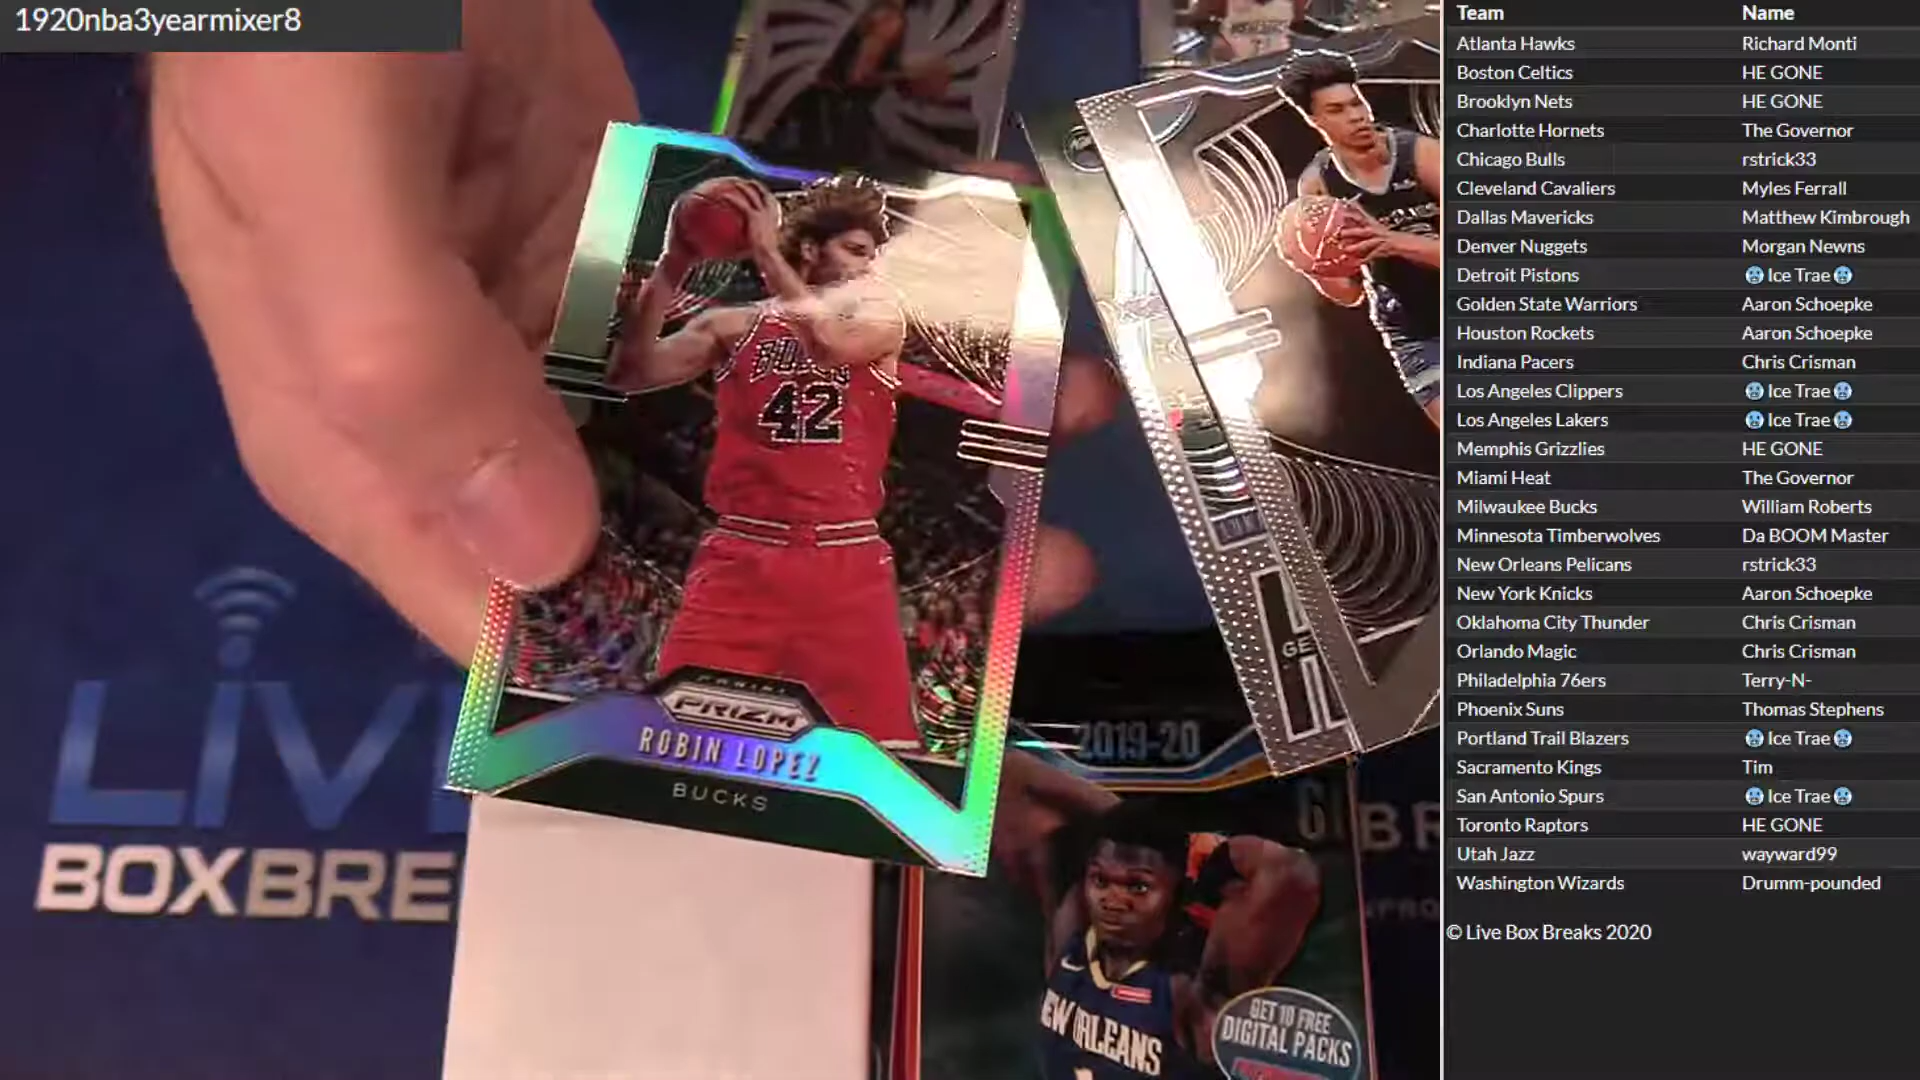 1920nba3yearmixer8
Team Name
Atlanta Hawks Richard Monti
Boston Celtics HE GONE
Brooklyn Nets HE GONE
Charlotte Hornets The Governor
Chicago Bulls rstrick33
Cleveland Cavaliers Myles Ferrall
Dallas Mavericks Matthew Kimbrough
Denver Nuggets Morgan Newns
Detroit Pistons 🥶 Ice Trae 🥶
Golden State Warriors Aaron Schoepke
Houston Rockets Aaron Schoepke
Indiana Pacers Chris Crisman
Los Angeles Clippers 🥶 Ice Trae 🥶
Los Angeles Lakers 🥶 Ice Trae 🥶
Memphis Grizzlies HE GONE
Miami Heat The Governor
Milwaukee Bucks William Roberts
Minnesota Timberwolves Da BOOM Master
New Orleans Pelicans rstrick33
New York Knicks Aaron Schoepke
Oklahoma City Thunder Chris Crisman
Orlando Magic Chris Crisman
Philadelphia 76ers Terry-N-
Phoenix Suns Thomas Stephens
Portland Trail Blazers 🥶 Ice Trae 🥶
Sacramento Kings Tim
San Antonio Spurs 🥶 Ice Trae 🥶
Toronto Raptors HE GONE
Utah Jazz wayward99
Washington Wizards Drumm-pounded
© Live Box Breaks 2020
BULLS
42
PANINI
PRIZM
ROBIN LOPEZ
BUCKS
2019-20
LIV
BOXBRE
EW ORLEANS
GET 10 FREE
DIGITAL PACKS